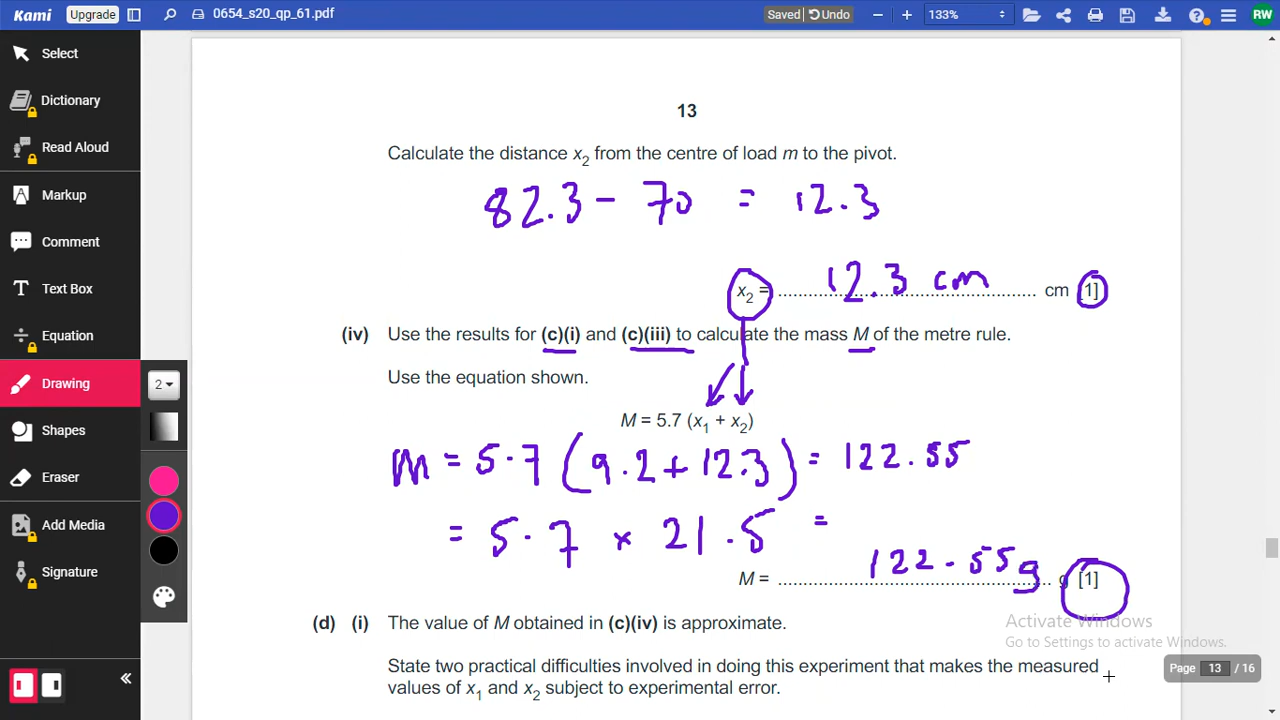 Kami Upgrade 0654_s20_qp_61.pdf Saved Undo 133% RW
Select
Dictionary
Read Aloud
Markup
Comment
Text Box
Equation
Drawing
2
Shapes
Eraser
Add Media
Signature
13
Calculate the distance x2 from the centre of load m to the pivot.
82.3 - 70 = 12.3
x2 = 12.3 cm cm [1]
(iv) Use the results for (c)(i) and (c)(iii) to calculate the mass M of the metre rule.
Use the equation shown.
M = 5.7 (x1 + x2)
M = 5.7 (9.2 + 12.3) = 122.55
= 5.7 × 21.5 =
M = 122.55g g [1]
(d) (i) The value of M obtained in (c)(iv) is approximate.
State two practical difficulties involved in doing this experiment that makes the measured
values of x1 and x2 subject to experimental error.
Activate Windows
Go to Settings to activate Windows.
Page 13 / 16